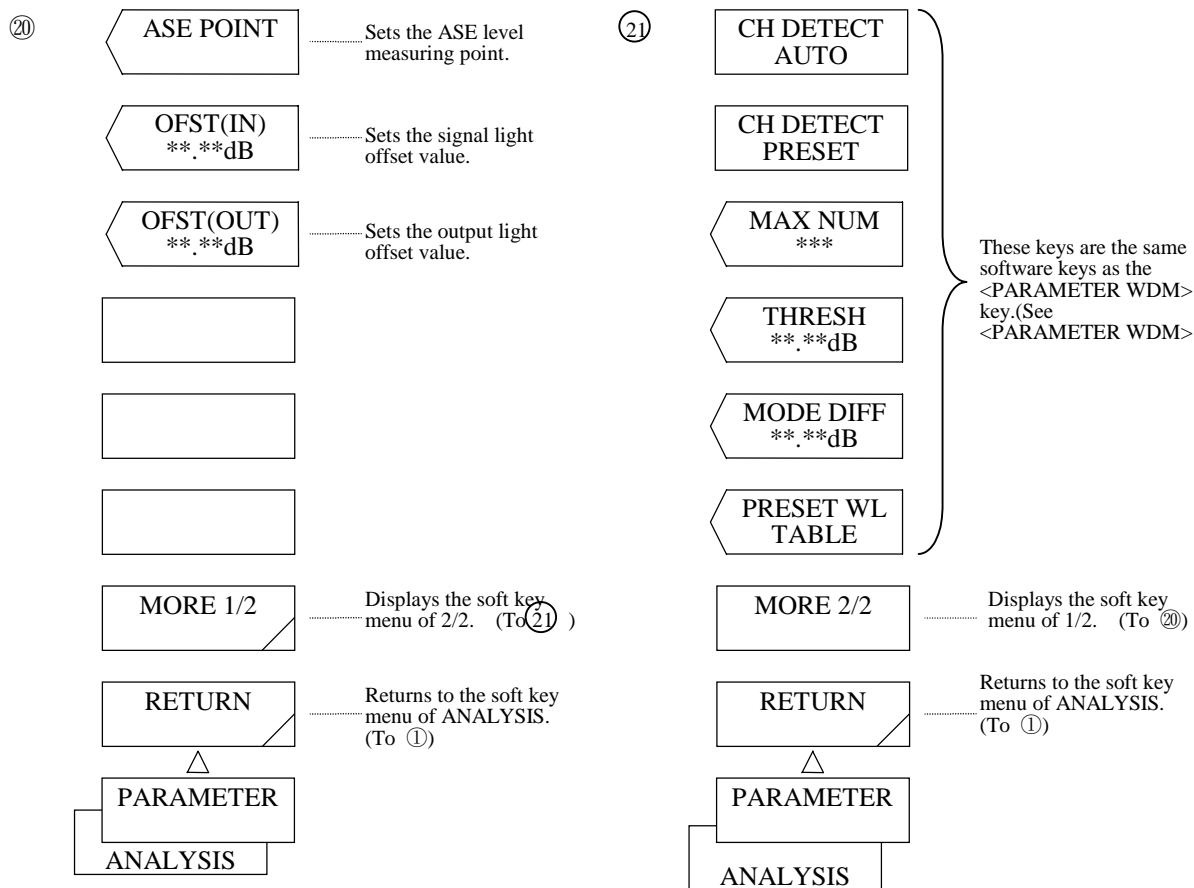 ⑳
ASE POINT
Sets the ASE level
measuring point.
OFST(IN)
**.**dB
Sets the signal light
offset value.
OFST(OUT)
**.**dB
Sets the output light
offset value.
MORE 1/2
Displays the soft key
menu of 2/2. (To ㉑ )
RETURN
Returns to the soft key
menu of ANALYSIS.
(To ①)
PARAMETER
ANALYSIS
㉑
CH DETECT
AUTO
CH DETECT
PRESET
MAX NUM
***
THRESH
**.**dB
MODE DIFF
**.**dB
PRESET WL
TABLE
These keys are the same
software keys as the
<PARAMETER WDM>
key.(See
<PARAMETER WDM>
MORE 2/2
Displays the soft key
menu of 1/2. (To ⑳)
RETURN
Returns to the soft key
menu of ANALYSIS.
(To ①)
PARAMETER
ANALYSIS